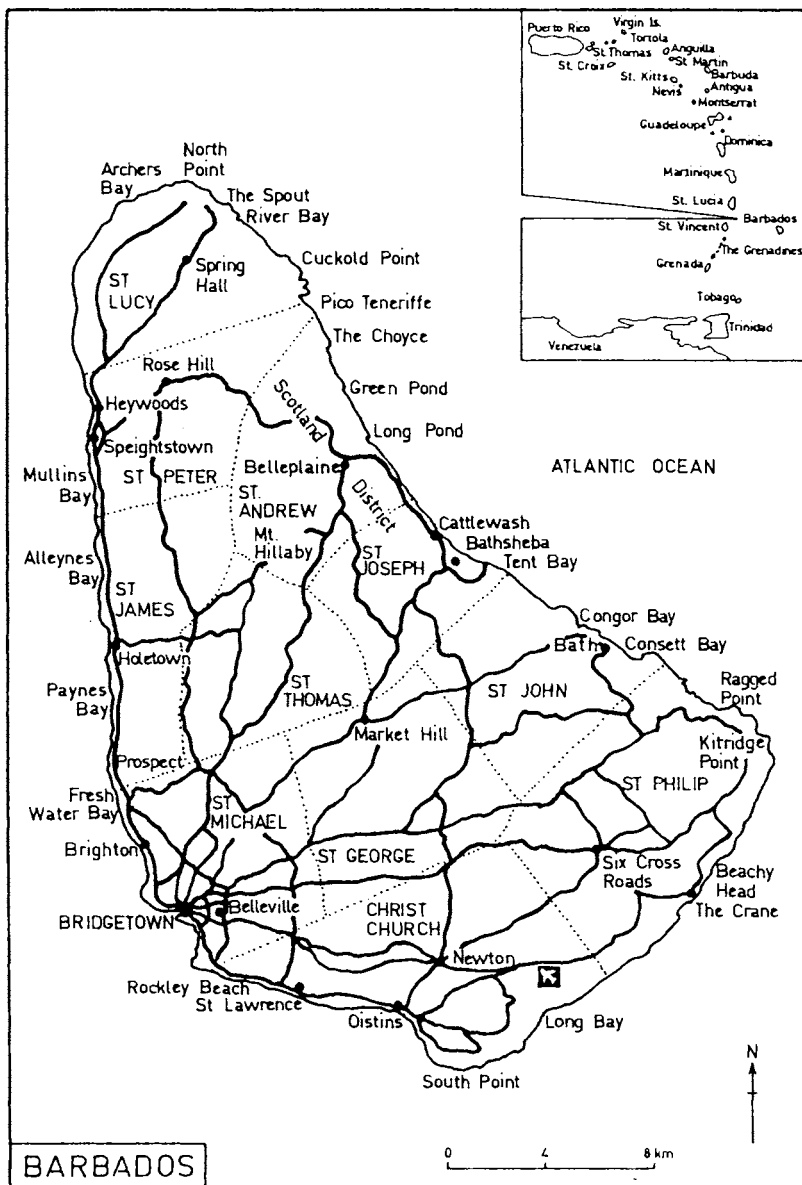 Puerto Rico
Virgin Is.
Tortola
St Thomas
Anguilla
St. Croix
St Martin
St. Kitts
Barbuda
Nevis
Antigua
Montserrat
Guadeloupe
Dominica
Martinique
St. Lucia
Barbados
St. Vincent
The Grenadines
Grenada
Tobago
Trinidad
Venezuela
North
Point
Archers
Bay
The Spout
River Bay
Cuckold Point
Spring
Hall
ST
LUCY
Pico Teneriffe
The Choyce
Rose Hill
Green Pond
Heywoods
Scotland
District
Long Pond
Speightstown
Mullins
Bay
ST PETER
Belleplaine
ATLANTIC OCEAN
ST.
ANDREW
Mt.
Hillaby
Cattlewash
Bathsheba
Tent Bay
Alleynes
Bay
ST
JOSEPH
ST
JAMES
Congor Bay
Holetown
Bath
Consett Bay
Paynes
Bay
ST
THOMAS
ST JOHN
Ragged
Point
Market Hill
Kitridge
Point
Prospect
Fresh
Water Bay
ST
MICHAEL
ST PHILIP
Brighton
ST GEORGE
Six Cross
Roads
Beachy
Head
The Crane
BRIDGETOWN
Belleville
CHRIST
CHURCH
Newton
Rockley Beach
St Lawrence
Oistins
Long Bay
South Point
N
0 4 8 km
BARBADOS